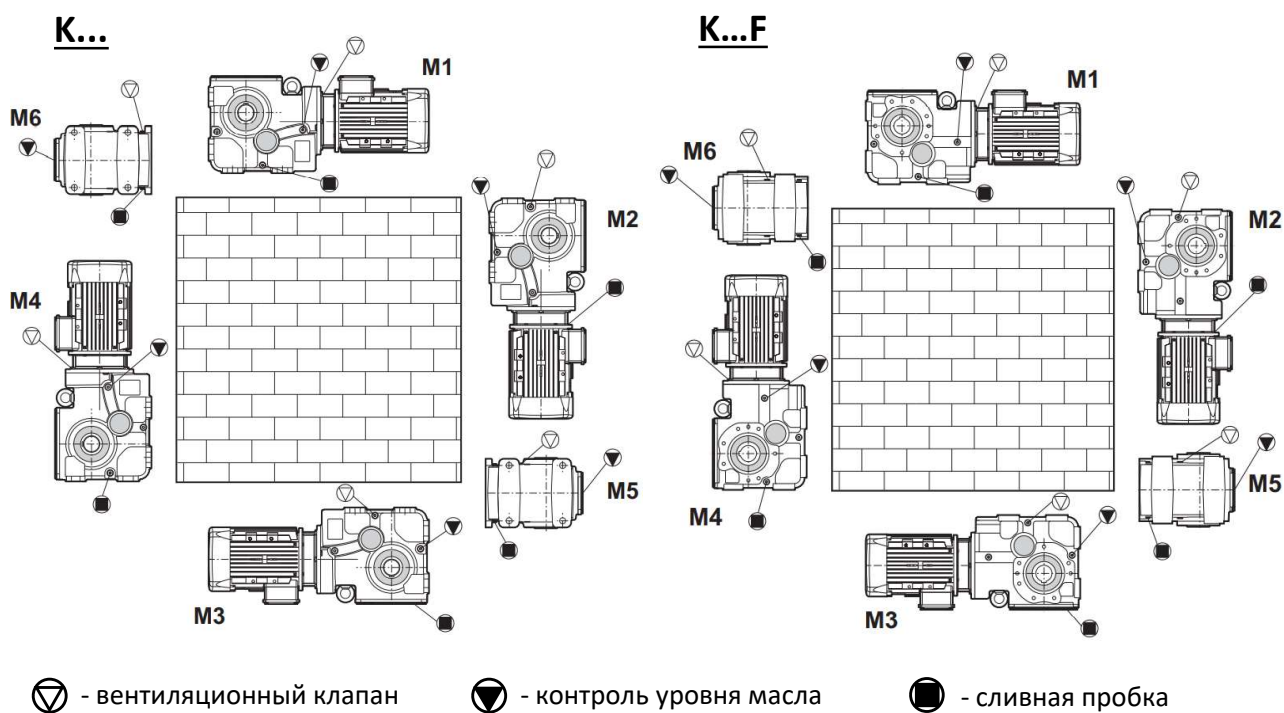 K...
K...F
M1
M6
M2
M4
M5
M3
M1
M6
M2
M4
M5
M3
- вентиляционный клапан
- контроль уровня масла
- сливная пробка